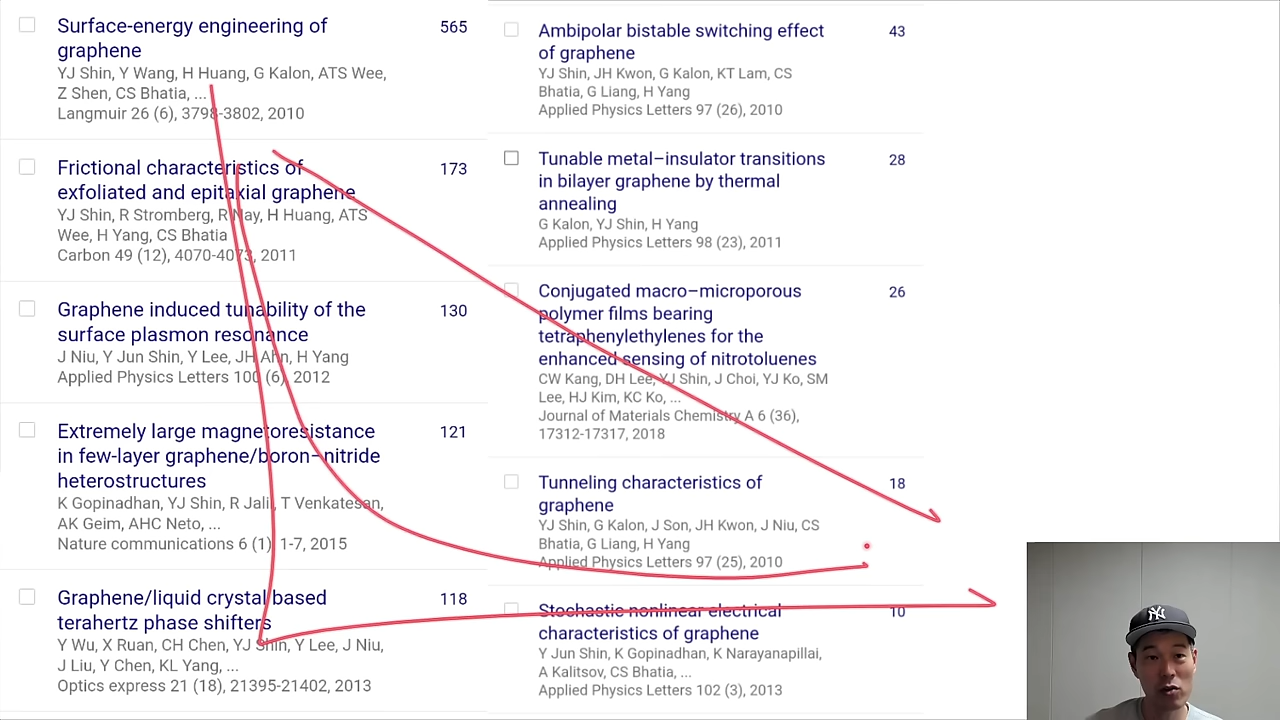 Surface-energy engineering of
graphene
565
YJ Shin, Y Wang, H Huang, G Kalon, ATS Wee,
Z Shen, CS Bhatia, ...
Langmuir 26 (6), 3798-3802, 2010
Frictional characteristics of
exfoliated and epitaxial graphene
173
YJ Shin, R Stromberg, R Nay, H Huang, ATS
Wee, H Yang, CS Bhatia
Carbon 49 (12), 4070-4073, 2011
Graphene induced tunability of the
surface plasmon resonance
130
J Niu, Y Jun Shin, Y Lee, JH Ahn, H Yang
Applied Physics Letters 100 (6), 2012
Extremely large magnetoresistance
in few-layer graphene/boron–nitride
heterostructures
121
K Gopinadhan, YJ Shin, R Jalil, T Venkatesan,
AK Geim, AHC Neto, ...
Nature communications 6 (1), 1-7, 2015
Graphene/liquid crystal based
terahertz phase shifters
118
Y Wu, X Ruan, CH Chen, YJ Shin, Y Lee, J Niu,
J Liu, Y Chen, KL Yang, ...
Optics express 21 (18), 21395-21402, 2013
Ambipolar bistable switching effect
of graphene
43
YJ Shin, JH Kwon, G Kalon, KT Lam, CS
Bhatia, G Liang, H Yang
Applied Physics Letters 97 (26), 2010
Tunable metal–insulator transitions
in bilayer graphene by thermal
annealing
28
G Kalon, YJ Shin, H Yang
Applied Physics Letters 98 (23), 2011
Conjugated macro–microporous
polymer films bearing
tetraphenylethylenes for the
enhanced sensing of nitrotoluenes
26
CW Kang, DH Lee, YJ Shin, J Choi, YJ Ko, SM
Lee, HJ Kim, KC Ko, ...
Journal of Materials Chemistry A 6 (36),
17312-17317, 2018
Tunneling characteristics of
graphene
18
YJ Shin, G Kalon, J Son, JH Kwon, J Niu, CS
Bhatia, G Liang, H Yang
Applied Physics Letters 97 (25), 2010
Stochastic nonlinear electrical
characteristics of graphene
10
Y Jun Shin, K Gopinadhan, K Narayanapillai,
A Kalitsov, CS Bhatia, ...
Applied Physics Letters 102 (3), 2013
NY